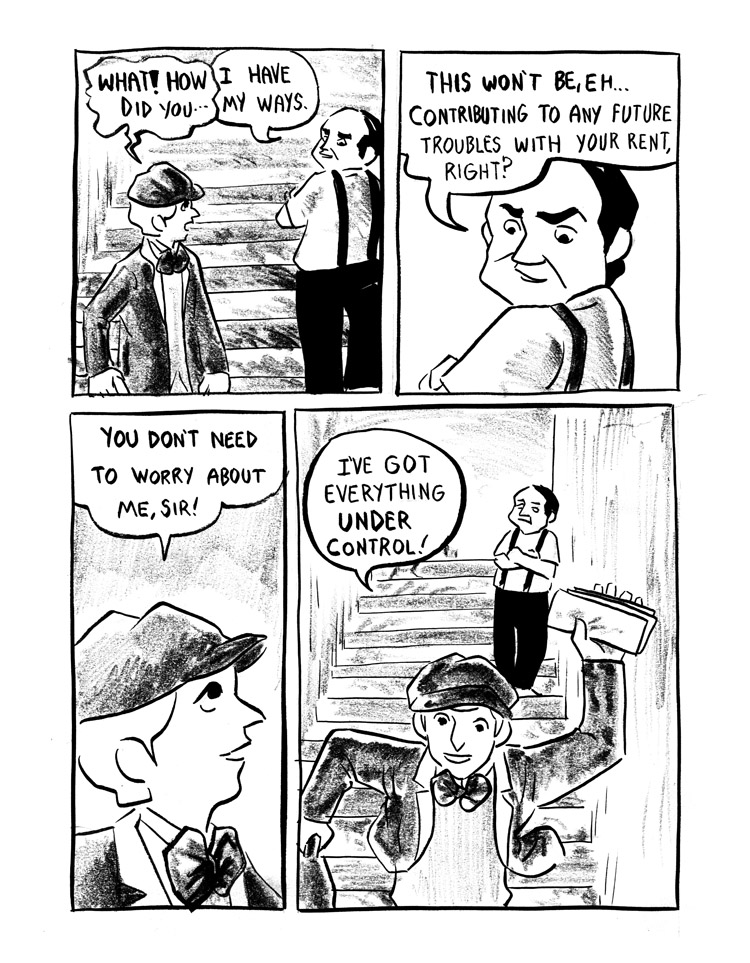 WHAT! HOW
DID YOU...
I HAVE
MY WAYS.
THIS WON'T BE, EH...
CONTRIBUTING TO ANY FUTURE
TROUBLES WITH YOUR RENT,
RIGHT?
YOU DON'T NEED
TO WORRY ABOUT
ME, SIR!
I'VE GOT
EVERYTHING
UNDER
CONTROL!